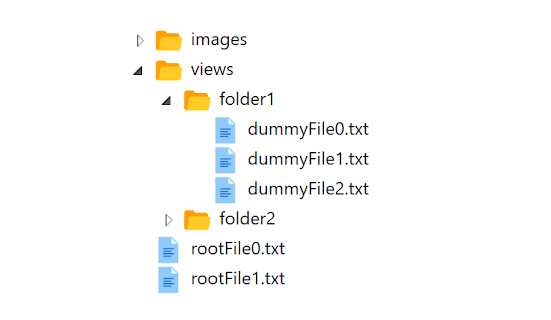 images
views
folder1
dummyFile0.txt
dummyFile1.txt
dummyFile2.txt
folder2
rootFile0.txt
rootFile1.txt